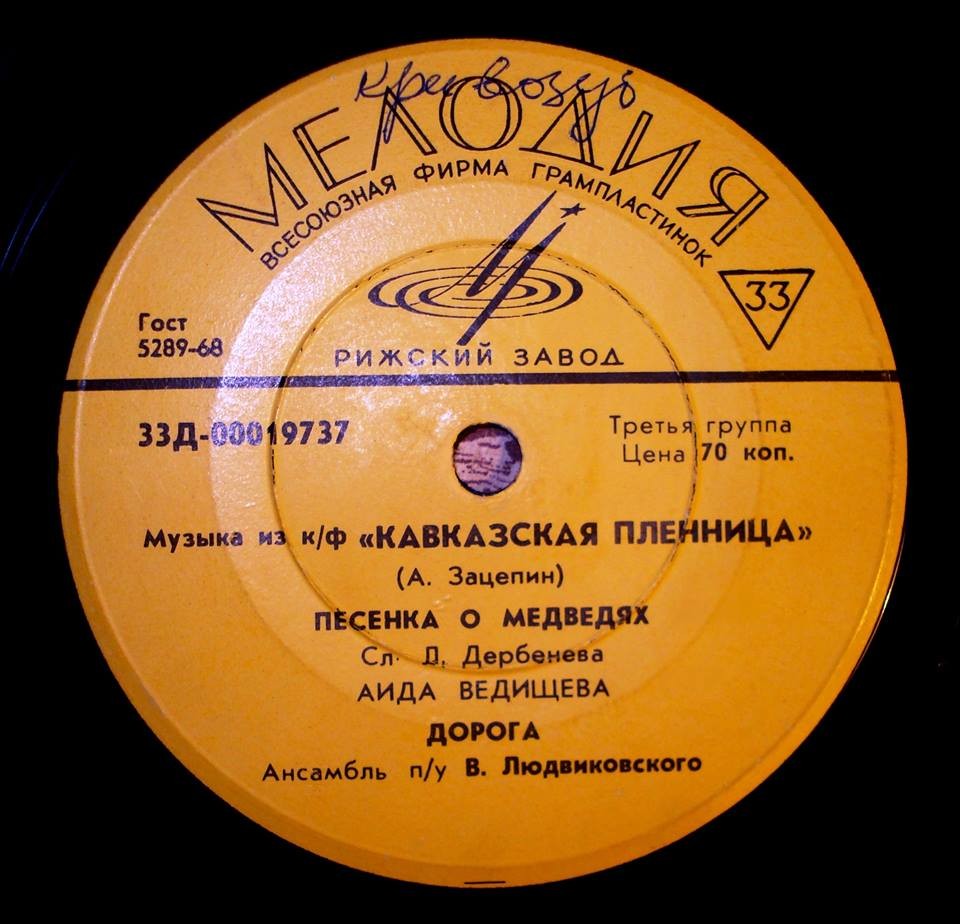 Кривозуб
МЕЛОДИЯ
ВСЕСОЮЗНАЯ ФИРМА ГРАМПЛАСТИНОК
33
Гост
5289-68
РИЖСКИЙ ЗАВОД
33Д-00019737
Третья группа
Цена 70 коп.
Музыка из к/ф «КАВКАЗСКАЯ ПЛЕННИЦА»
(А. Зацепин)
ПЕСЕНКА О МЕДВЕДЯХ
Сл. Л. Дербенева
АИДА ВЕДИЩЕВА
ДОРОГА
Ансамбль п/у В. Людвиковского